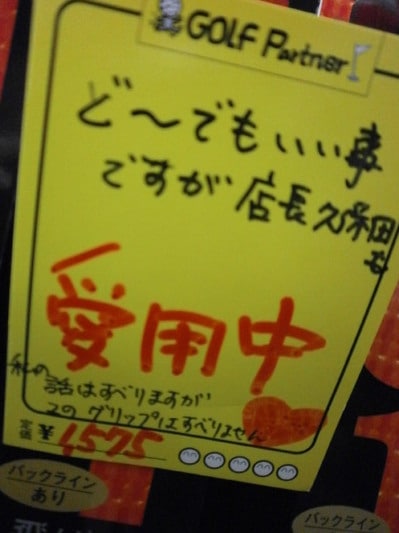 GOLF Partner
ど〜でもいい事
ですが店長久保田
も
愛用中
私の
話はすべりますが
このグリップはすべりません
定価 ¥1575
バックライン
あり
バックライン